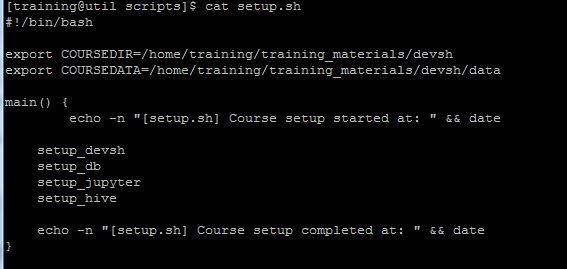 [training@util scripts]$ cat setup.sh
#!/bin/bash
export COURSEDIR=/home/training/training_materials/devsh
export COURSEDATA=/home/training/training_materials/devsh/data
main() {
echo -n "[setup.sh] Course setup started at: " && date
setup_devsh
setup_db
setup_jupyter
setup_hive
echo -n "[setup.sh] Course setup completed at: " && date
}